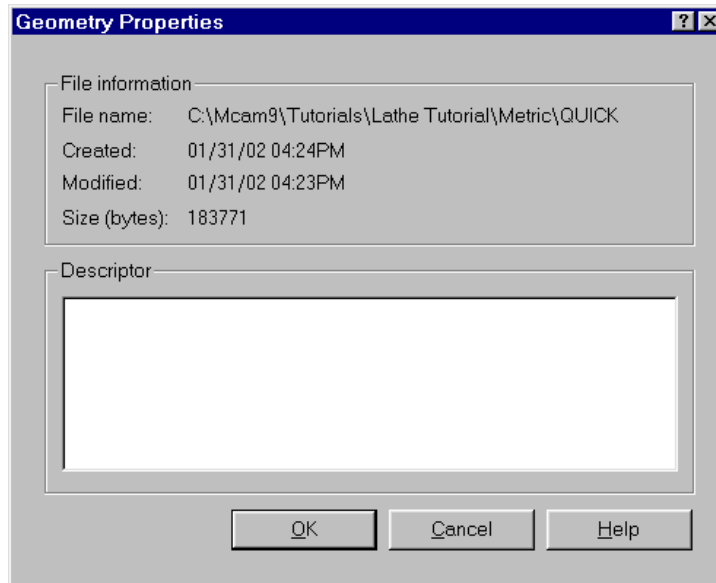 Geometry Properties
File information
File name: C:\Mcam9\Tutorials\Lathe Tutorial\Metric\QUICK
Created: 01/31/02 04:24PM
Modified: 01/31/02 04:23PM
Size (bytes): 183771
Descriptor
OK Cancel Help